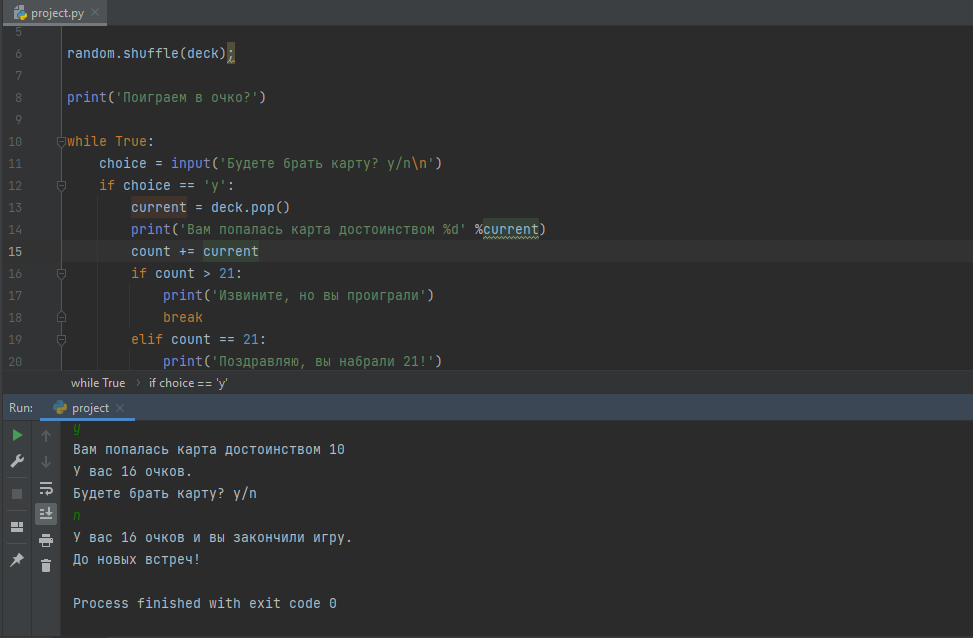 project.py
5
6 random.shuffle(deck);
7
8 print('Поиграем в очко?')
9
10 while True:
11 choice = input('Будете брать карту? y/n\n')
12 if choice == 'y':
13 current = deck.pop()
14 print('Вам попалась карта достоинством %d' %current)
15 count += current
16 if count > 21:
17 print('Извините, но вы проиграли')
18 break
19 elif count == 21:
20 print('Поздравляю, вы набрали 21!')
while True › if choice == 'y'
Run: project
y
Вам попалась карта достоинством 10
У вас 16 очков.
Будете брать карту? y/n
n
У вас 16 очков и вы закончили игру.
До новых встреч!
Process finished with exit code 0